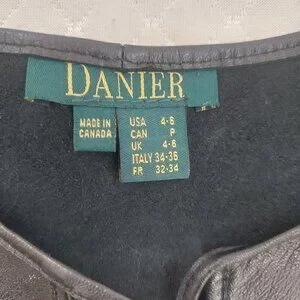 DANIER
MADE IN
CANADA
USA 4-6
CAN P
UK 4-6
ITALY 34-36
FR 32-34